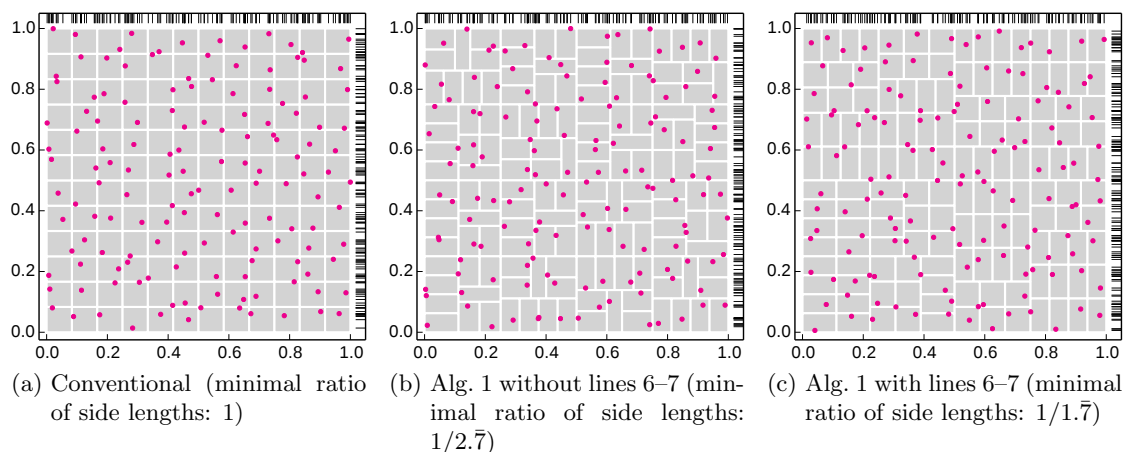 1.0
0.8
0.6
0.4
0.2
0.0
0.0 0.2 0.4 0.6 0.8 1.0
1.0
0.8
0.6
0.4
0.2
0.0
0.0 0.2 0.4 0.6 0.8 1.0
1.0
0.8
0.6
0.4
0.2
0.0
0.0 0.2 0.4 0.6 0.8 1.0
(a) Conventional (minimal ratio
of side lengths: 1)
(b) Alg. 1 without lines 6–7 (min-
imal ratio of side lengths:
1/2.7̄)
(c) Alg. 1 with lines 6–7 (minimal
ratio of side lengths: 1/1.7̄)